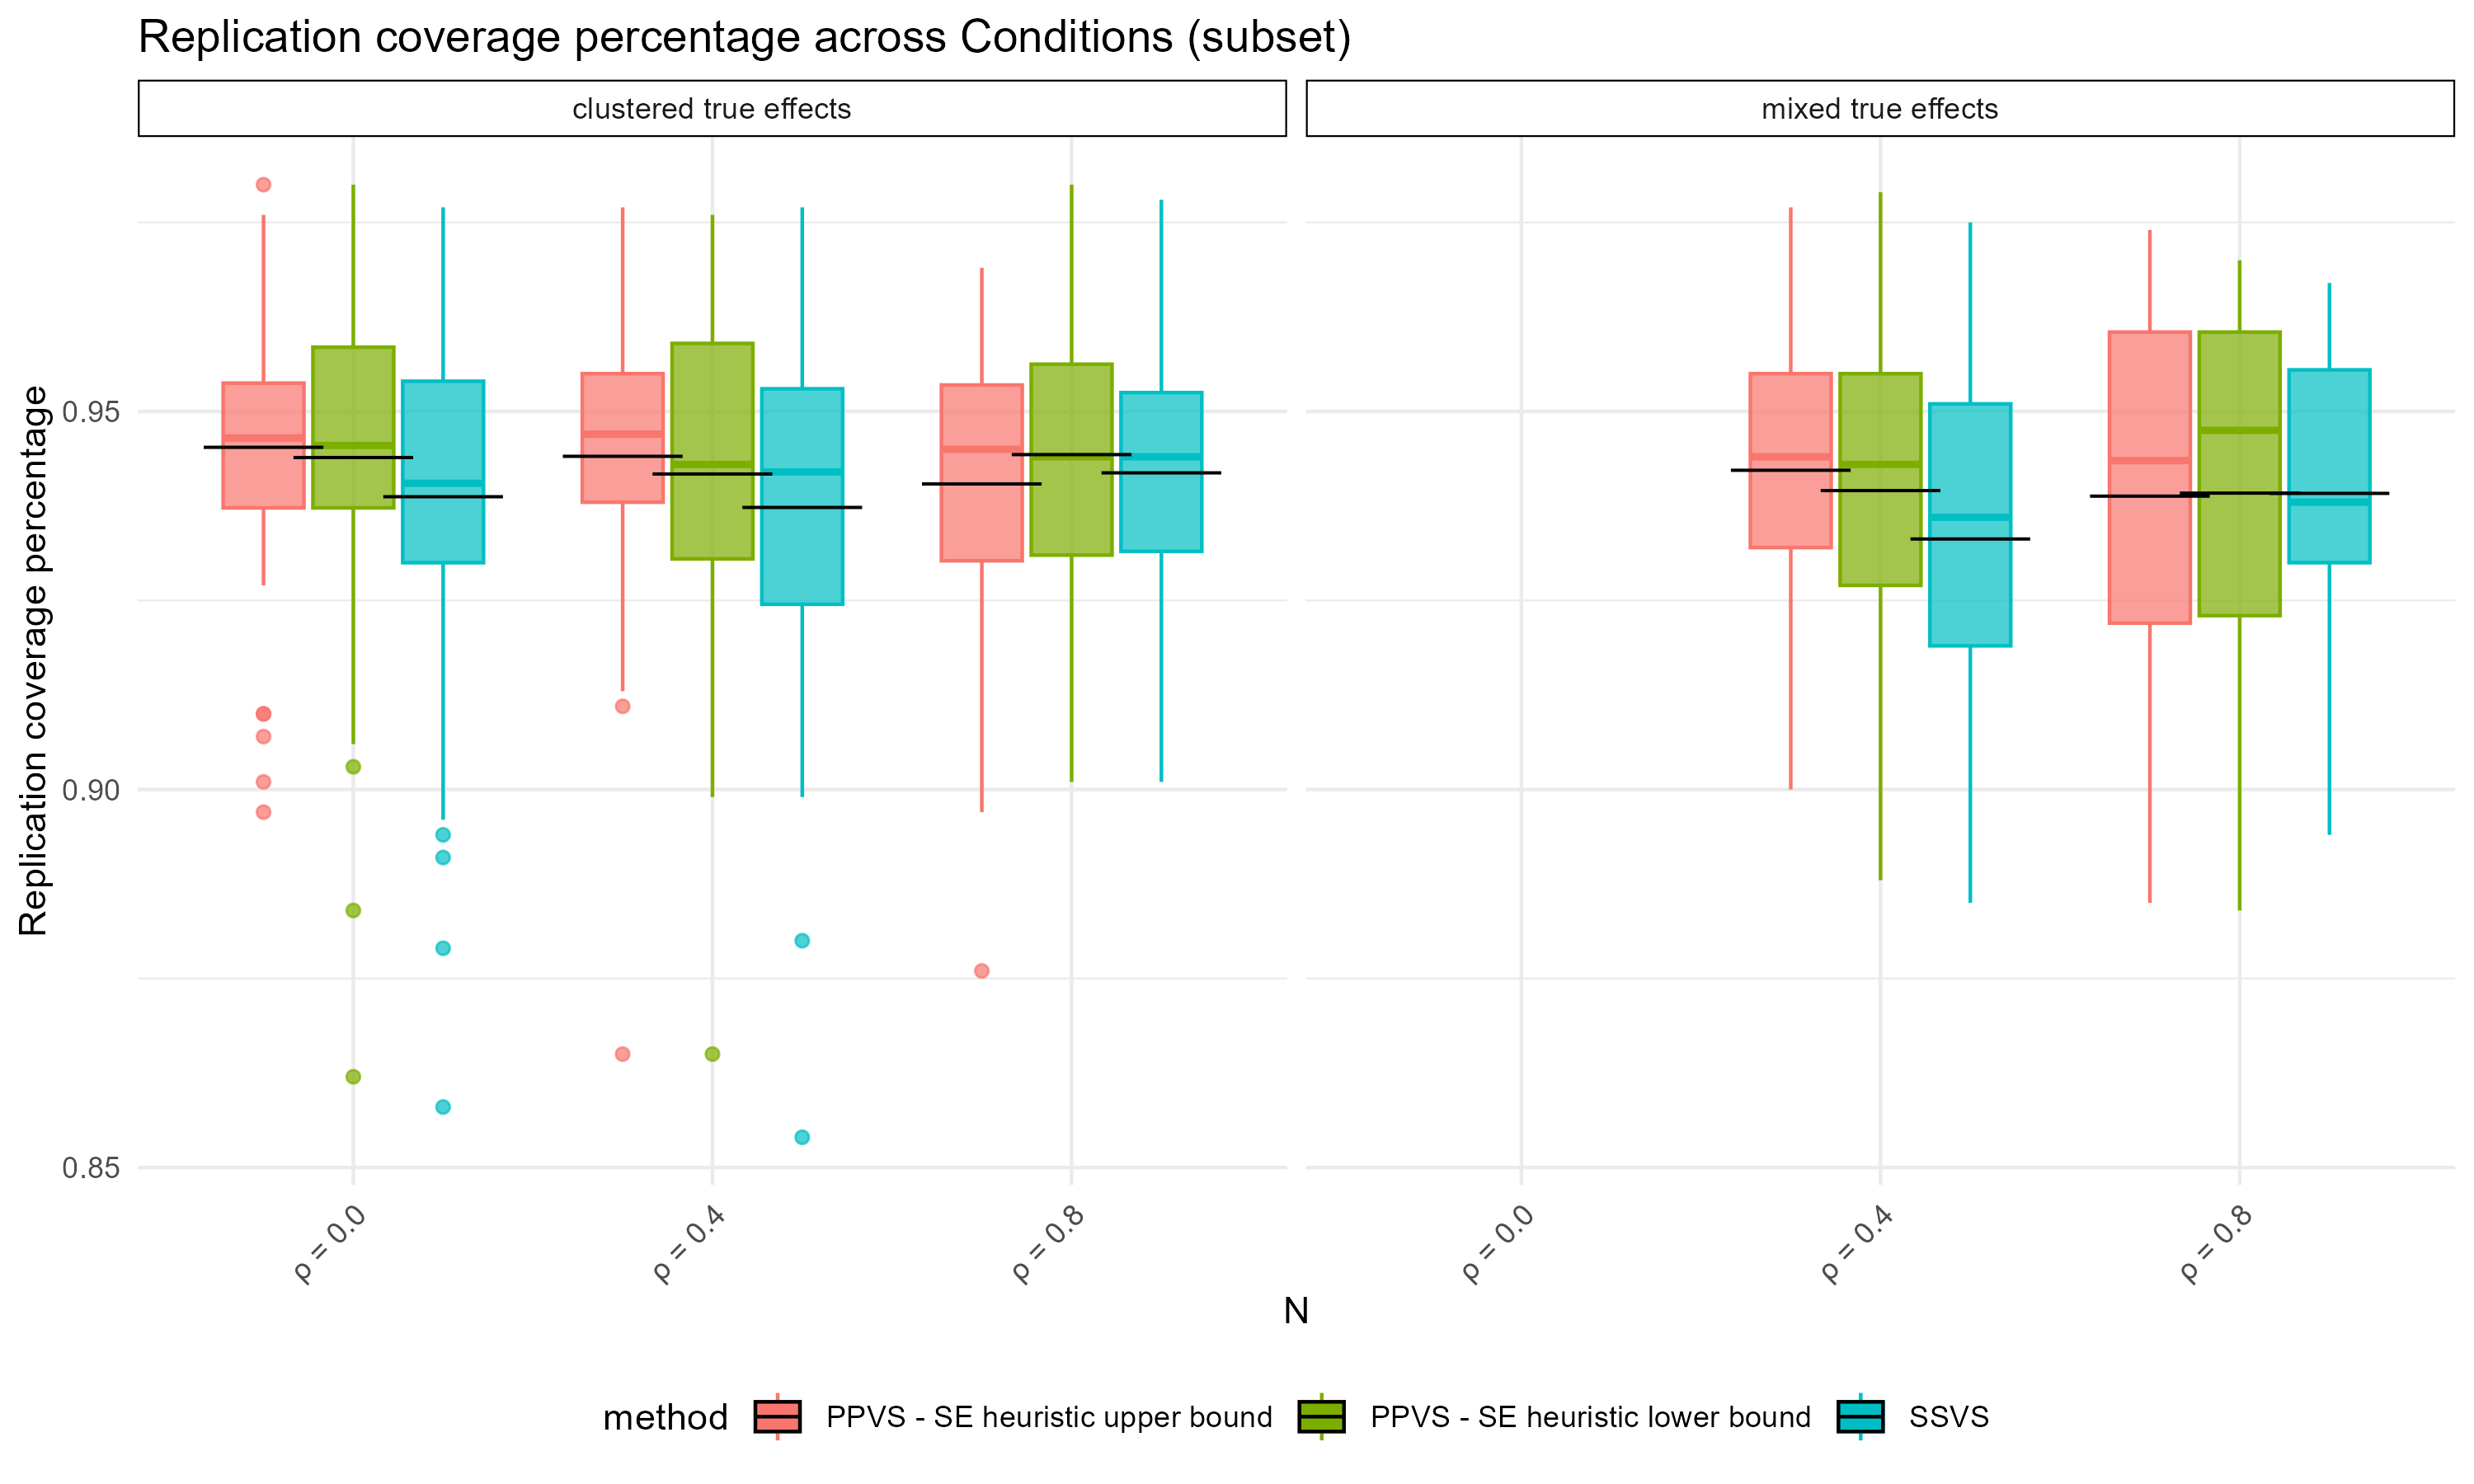 Replication coverage percentage across Conditions (subset)
clustered true effects
mixed true effects
Replication coverage percentage
0.95
0.90
0.85
ρ = 0.0
ρ = 0.4
ρ = 0.8
ρ = 0.0
ρ = 0.4
ρ = 0.8
N
method PPVS - SE heuristic upper bound PPVS - SE heuristic lower bound SSVS